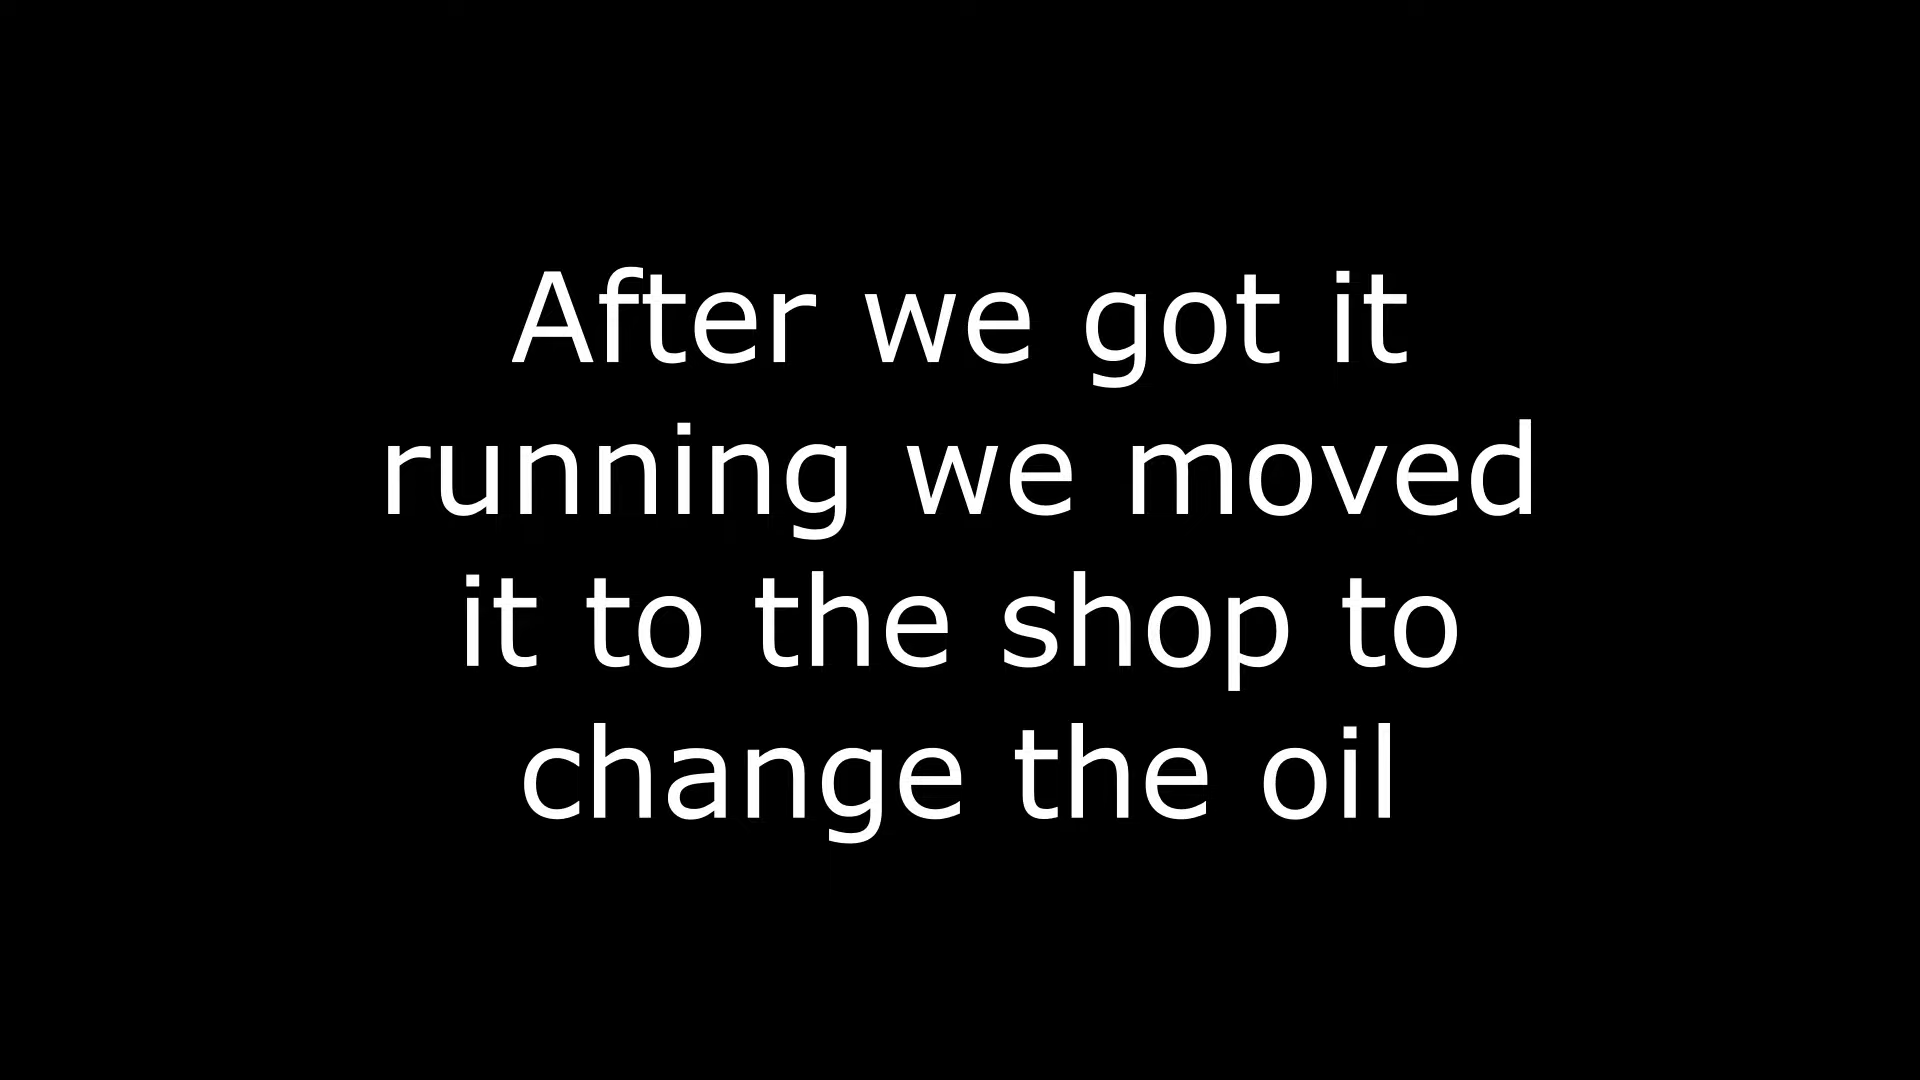 After we got it
running we moved
it to the shop to
change the oil